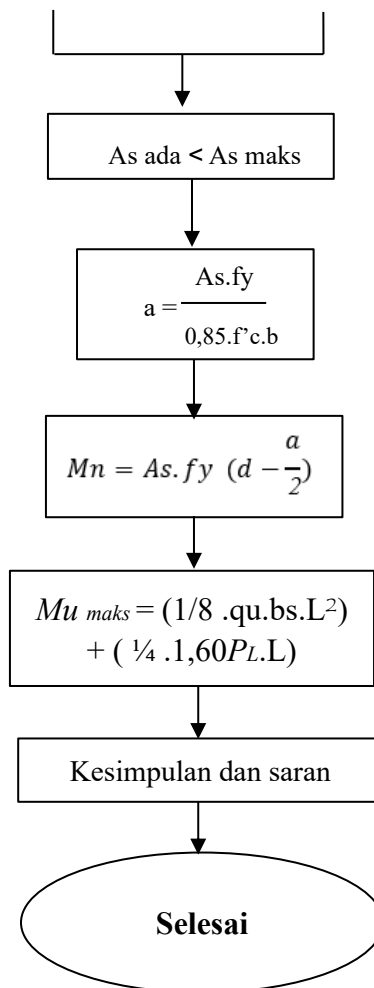 As ada < As maks
a = As.fy
0,85.f’c.b
Mn = As.fy (d − a/2)
Mu maks = (1/8 .qu.bs.L²)
+ ( ¼ .1,60PL.L)
Kesimpulan dan saran
Selesai